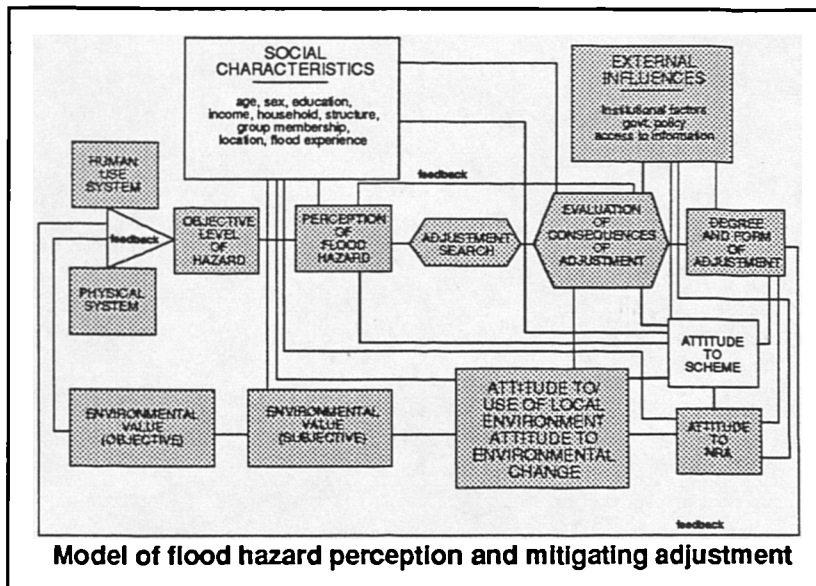 SOCIAL
CHARACTERISTICS
age, sex, education,
income, household, structure,
group membership,
location, flood experience
EXTERNAL
INFLUENCES
Institutional factors
govt. policy
access to information
HUMAN
USE
SYSTEM
feedback
PHYSICAL
SYSTEM
OBJECTIVE
LEVEL
OF
HAZARD
PERCEPTION
OF
FLOOD
HAZARD
feedback
ADJUSTMENT
SEARCH
EVALUATION
OF
CONSEQUENCES
OF
ADJUSTMENT
DEGREE
AND FORM
OF
ADJUSTMENT
ATTITUDE
TO
SCHEME
ENVIRONMENTAL
VALUE
(OBJECTIVE)
ENVIRONMENTAL
VALUE
(SUBJECTIVE)
ATTITUDE TO/
USE OF LOCAL
ENVIRONMENT
ATTITUDE TO
ENVIRONMENTAL
CHANGE
ATTITUDE
TO
NRA
feedback
Model of flood hazard perception and mitigating adjustment